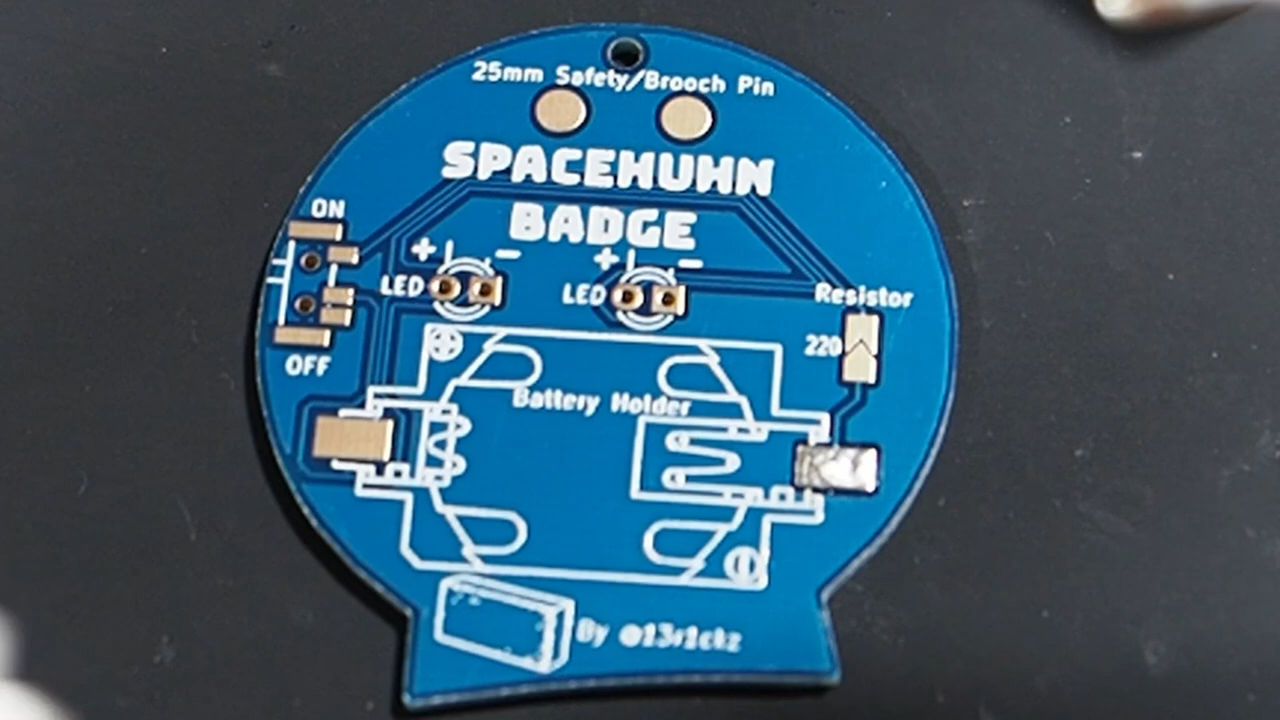 25mm Safety/Brooch Pin
SPACEHUHN
BADGE
ON
+ -
+ -
LED
LED
Resistor
220
OFF
Battery Holder
By @13r1ckz